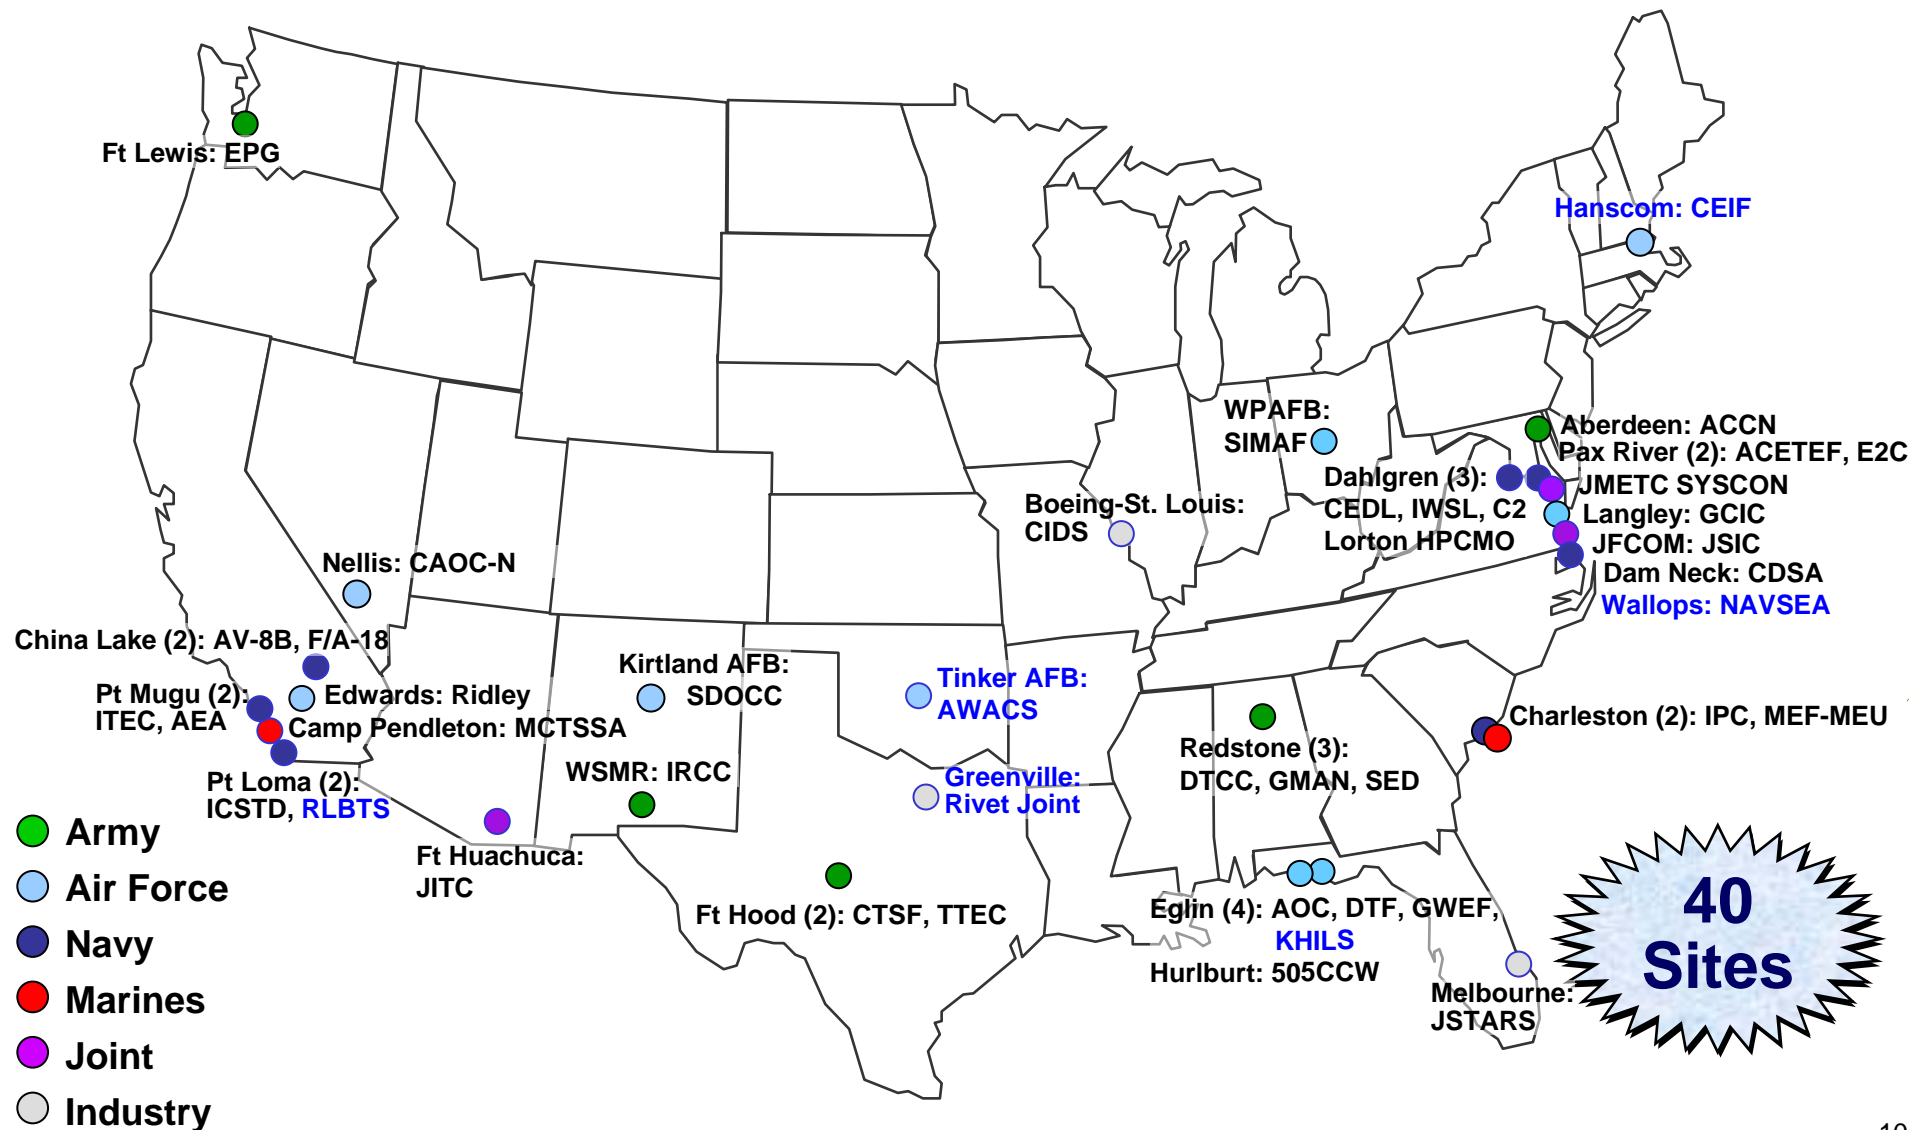 Ft Lewis: EPG
Hanscom: CEIF
WPAFB:
SIMAF
Aberdeen: ACCN
Pax River (2): ACETEF, E2C
Dahlgren (3):
CEDL, IWSL, C2
Lorton HPCMO
JMETC SYSCON
Langley: GCIC
JFCOM: JSIC
Dam Neck: CDSA
Wallops: NAVSEA
Boeing-St. Louis:
CIDS
Nellis: CAOC-N
China Lake (2): AV-8B, F/A-18
Pt Mugu (2):
ITEC, AEA
Edwards: Ridley
Camp Pendleton: MCTSSA
Pt Loma (2):
ICSTD, RLBTS
Kirtland AFB:
SDOCC
Tinker AFB:
AWACS
WSMR: IRCC
Greenville:
Rivet Joint
Redstone (3):
DTCC, GMAN, SED
Charleston (2): IPC, MEF-MEU
Ft Huachuca:
JITC
Ft Hood (2): CTSF, TTEC
Eglin (4): AOC, DTF, GWEF,
KHILS
Hurlburt: 505CCW
Melbourne:
JSTARS
Army
Air Force
Navy
Marines
Joint
Industry
40
Sites